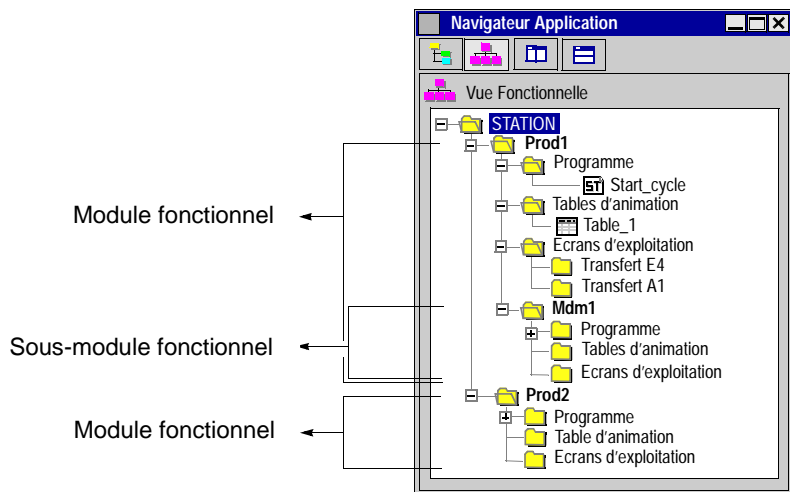 Navigateur Application
Vue Fonctionnelle
STATION
Prod1
Programme
ST
Start_cycle
Tables d'animation
Table_1
Ecrans d'exploitation
Transfert E4
Transfert A1
Mdm1
Programme
Tables d'animation
Ecrans d'exploitation
Prod2
Programme
Table d'animation
Ecrans d'exploitation
Module fonctionnel
Sous-module fonctionnel
Module fonctionnel